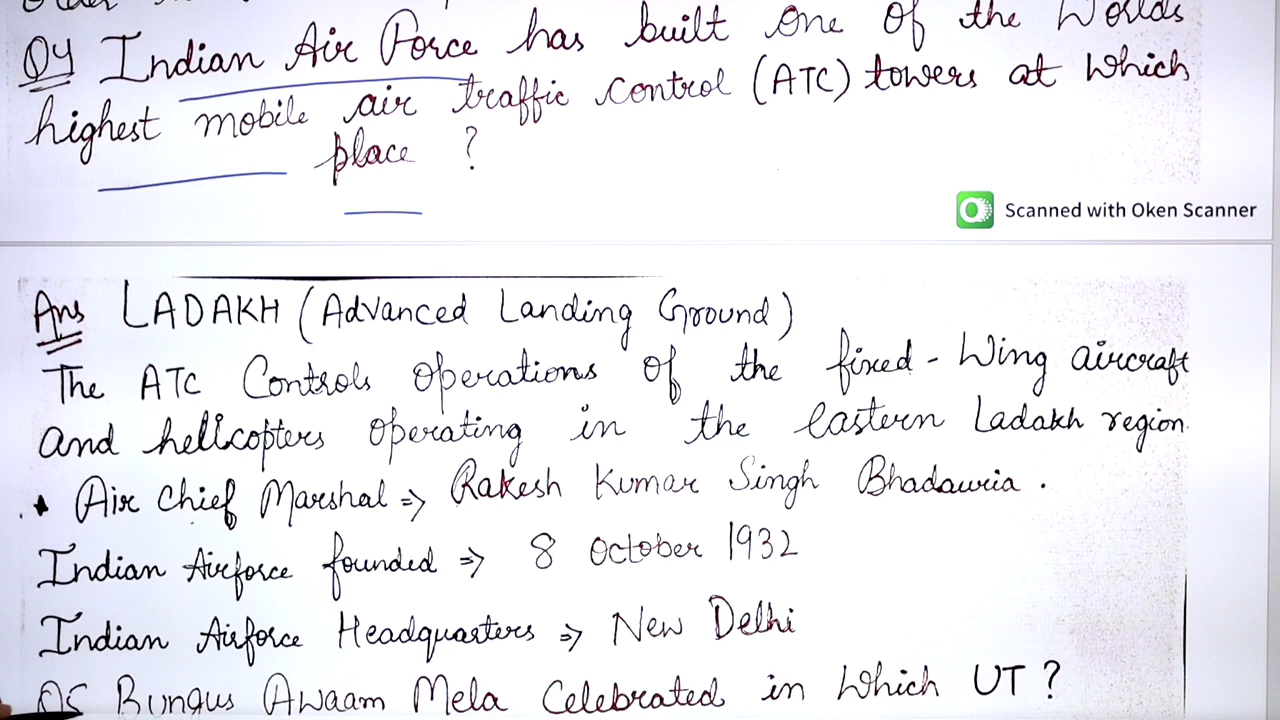 Q4 Indian Air Force has built one of the Worlds
highest mobile air traffic control (ATC) towers at which
place ?
Scanned with Oken Scanner
Ans LADAKH (Advanced Landing Ground)
The ATC Controls operations of the fixed - Wing aircraft
and helicopters operating in the Eastern Ladakh region.
• Air Chief Marshal => Rakesh Kumar Singh Bhadauria .
Indian Airforce founded => 8 October 1932
Indian Airforce Headquarters => New Delhi
Q5 Bungus Awaam Mela Celebrated in Which UT ?